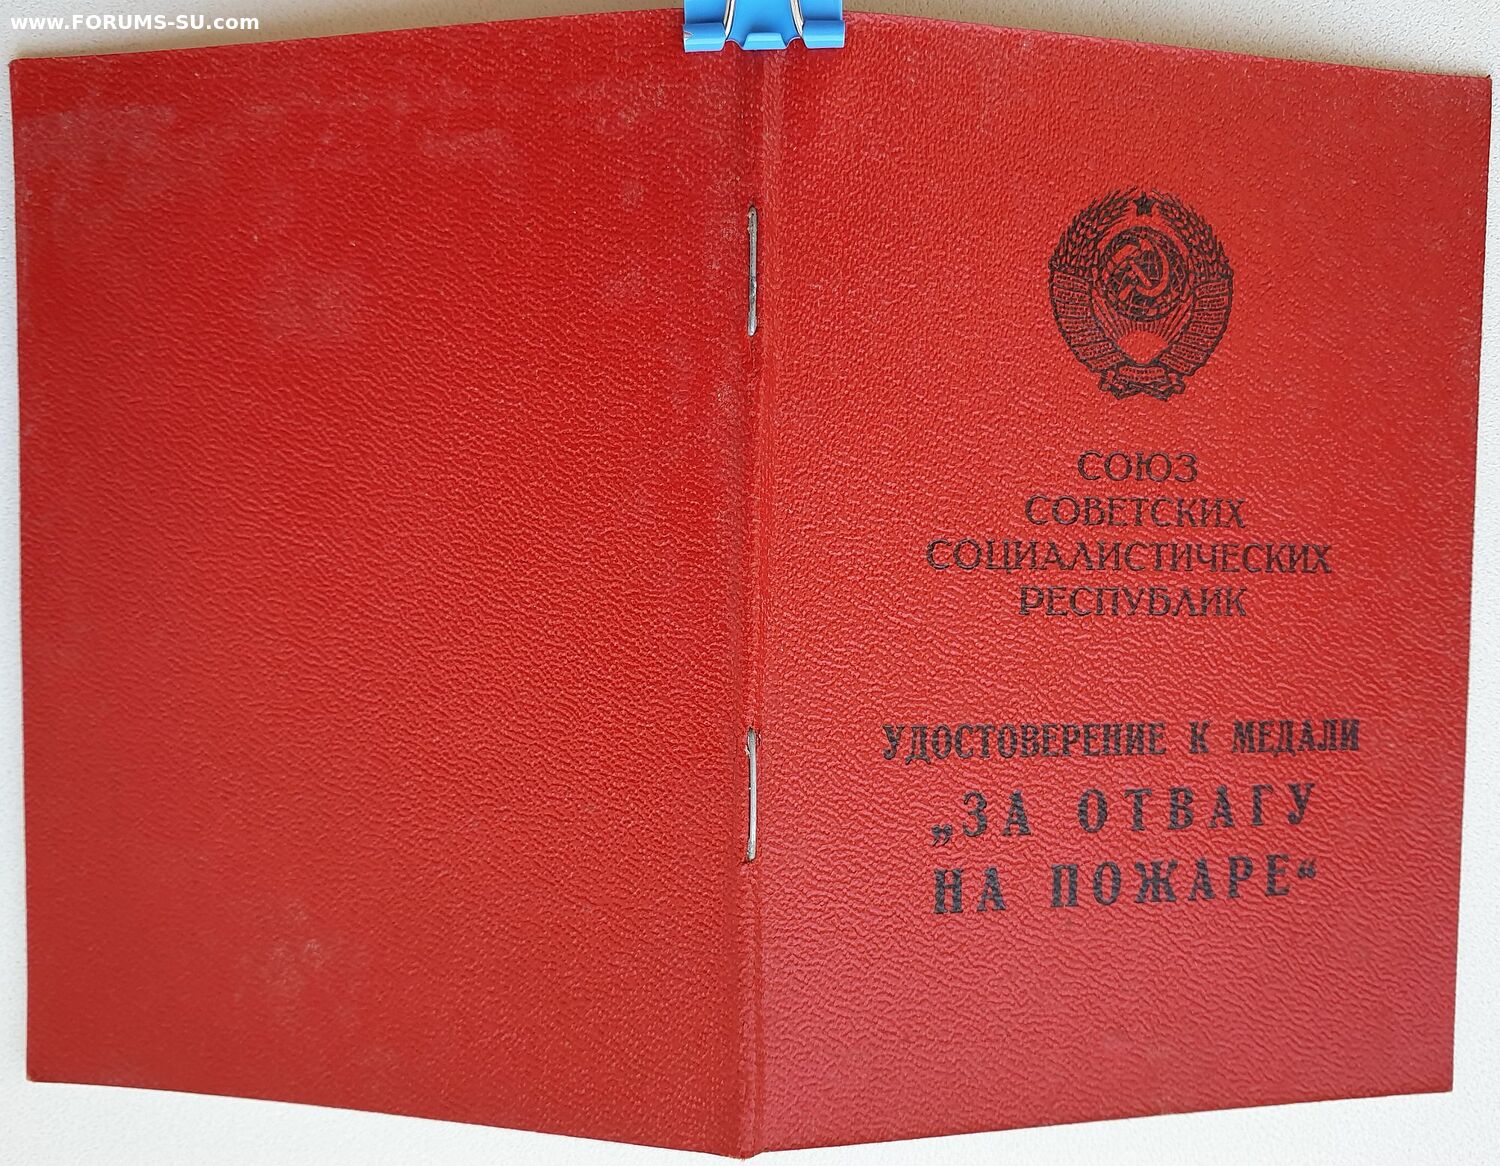 www.FORUMS-SU.com
СОЮЗ
СОВЕТСКИХ
СОЦИАЛИСТИЧЕСКИХ
РЕСПУБЛИК
УДОСТОВЕРЕНИЕ К МЕДАЛИ
„ЗА ОТВАГУ
НА ПОЖАРЕ“